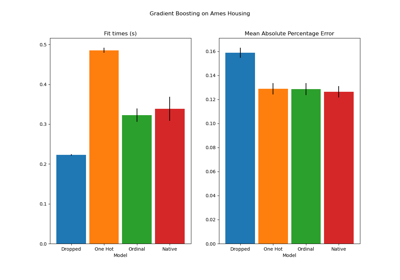 Gradient Boosting on Ames Housing
Fit times (s)
0.5
0.4
0.3
0.2
0.1
0.0
Dropped One Hot Ordinal Native
Model
Mean Absolute Percentage Error
0.16
0.14
0.12
0.10
0.08
0.06
0.04
0.02
0.00
Dropped One Hot Ordinal Native
Model